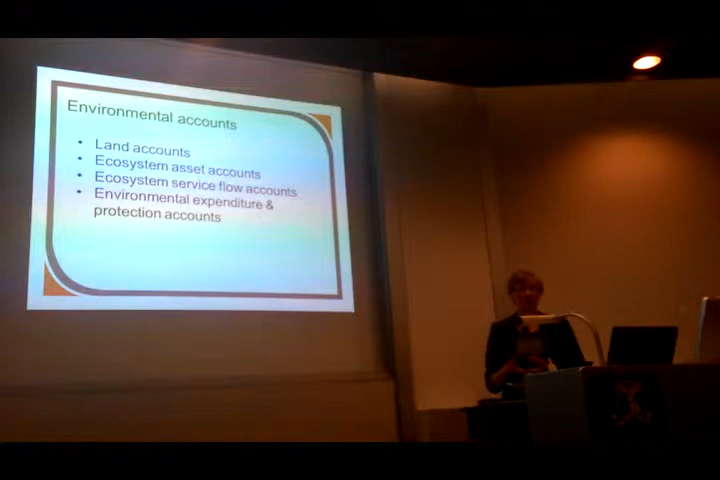 Environmental accounts
• Land accounts
• Ecosystem asset accounts
• Ecosystem service flow accounts
• Environmental expenditure &
protection accounts